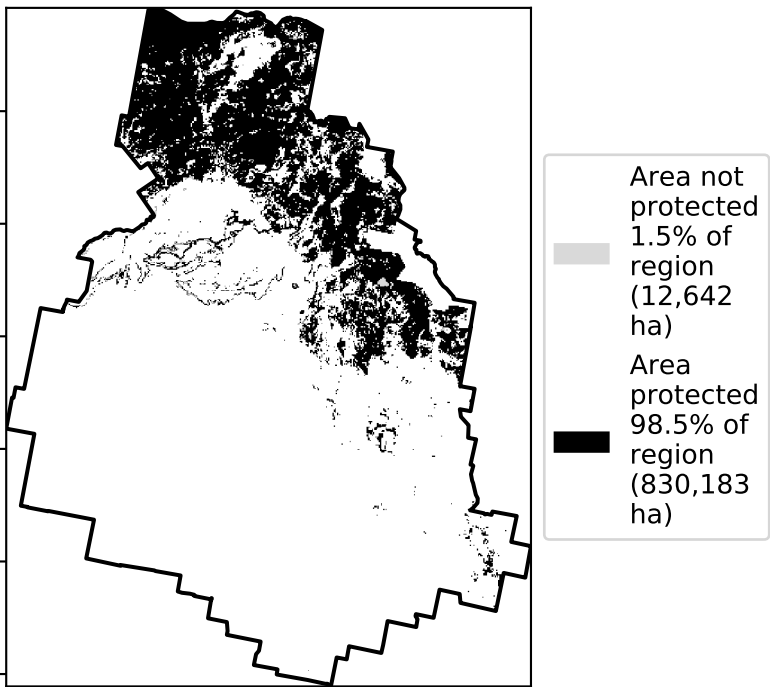 Area not
protected
1.5% of
region
(12,642
ha)
Area
protected
98.5% of
region
(830,183
ha)